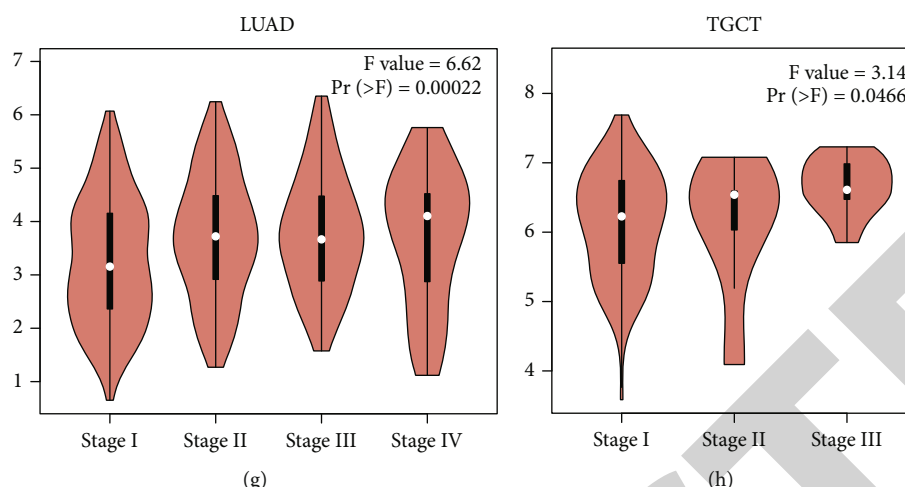 LUAD
F value = 6.62
Pr (>F) = 0.00022
7
6
5
4
3
2
1
Stage I Stage II Stage III Stage IV
(g)
TGCT
F value = 3.14
Pr (>F) = 0.0466
8
7
6
5
4
Stage I Stage II Stage III
(h)